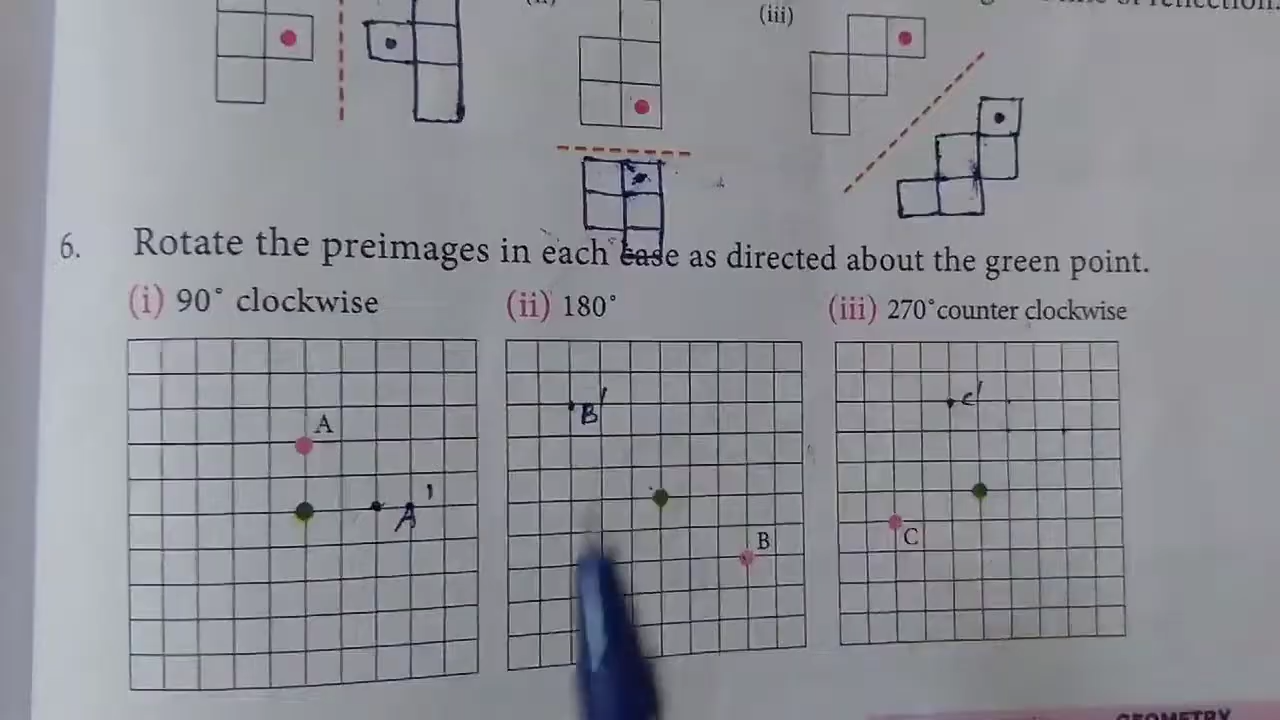 (iii)
6. Rotate the preimages in each case as directed about the green point.
(i) 90° clockwise
(ii) 180°
(iii) 270° counter clockwise
A
A'
B'
B
C'
C
GEOMETRY